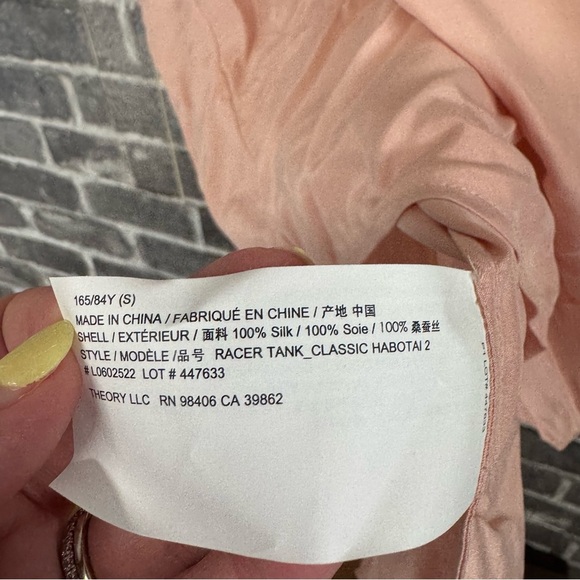 165/84Y (S)
MADE IN CHINA / FABRIQUÉ EN CHINE / 产地 中国
SHELL / EXTÉRIEUR / 面料 100% Silk / 100% Soie / 100% 桑蚕丝
STYLE / MODÈLE /品 号 RACER TANK_CLASSIC HABOTAI 2
# L0602522 LOT # 447633
THEORY LLC RN 98406 CA 39862